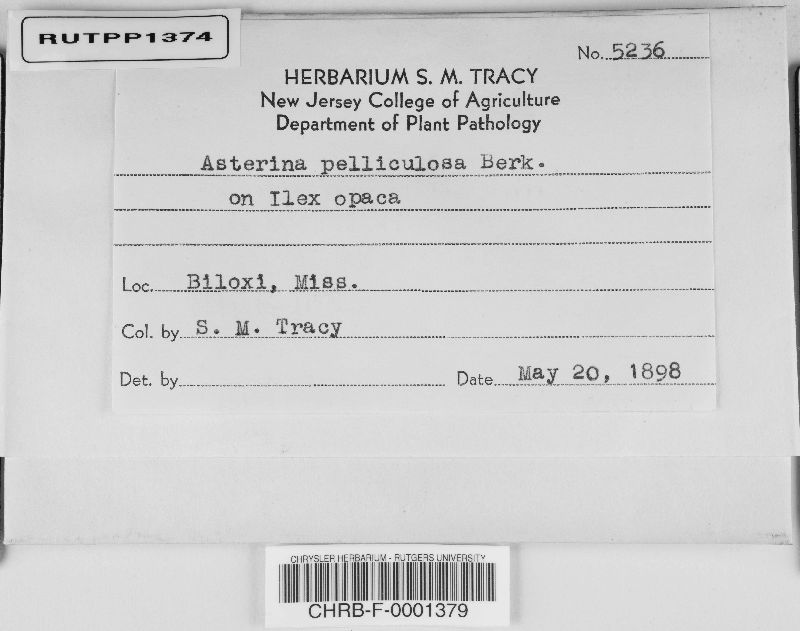 RUTPP1374
No. 5236
HERBARIUM S. M. TRACY
New Jersey College of Agriculture
Department of Plant Pathology
Asterina pelliculosa Berk.
on Ilex opaca
Loc. Biloxi, Miss.
Col. by S. M. Tracy
Det. by Date May 20, 1898
CHRYSLER HERBARIUM - RUTGERS UNIVERSITY
CHRB-F-0001379